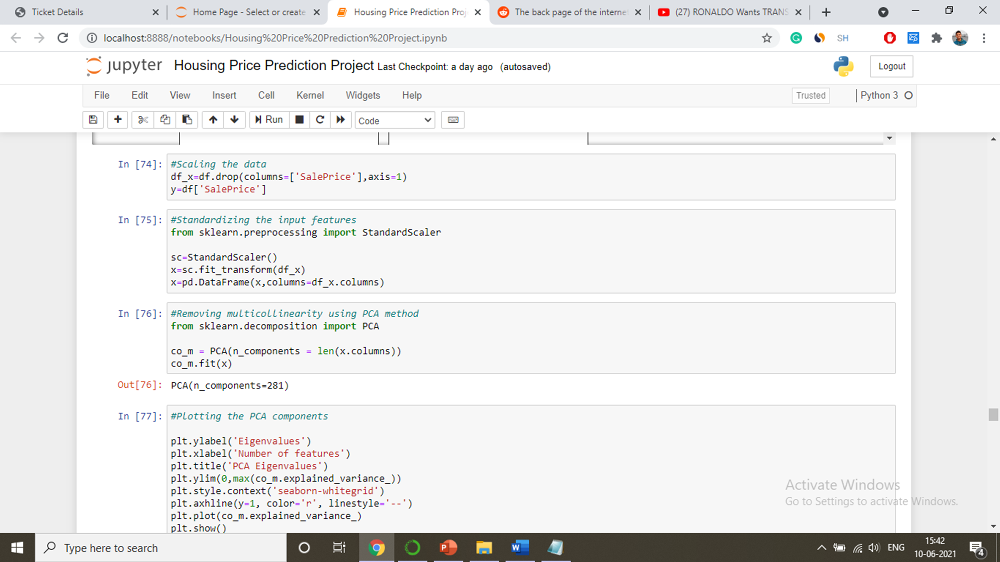 Ticket Details
Home Page - Select or create
Housing Price Prediction Proj
The back page of the internet
(27) RONALDO Wants TRANS
localhost:8888/notebooks/Housing%20Price%20Prediction%20Project.ipynb
SH
jupyter Housing Price Prediction Project Last Checkpoint: a day ago (autosaved)
Logout
File Edit View Insert Cell Kernel Widgets Help
Trusted
Python 3
Run
Code
In [74]: #Scaling the data
df_x=df.drop(columns=['SalePrice'],axis=1)
y=df['SalePrice']
In [75]: #Standardizing the input features
from sklearn.preprocessing import StandardScaler
sc=StandardScaler()
x=sc.fit_transform(df_x)
x=pd.DataFrame(x,columns=df_x.columns)
In [76]: #Removing multicollinearity using PCA method
from sklearn.decomposition import PCA
co_m = PCA(n_components = len(x.columns))
co_m.fit(x)
Out[76]: PCA(n_components=281)
In [77]: #Plotting the PCA components
plt.ylabel('Eigenvalues')
plt.xlabel('Number of features')
plt.title('PCA Eigenvalues')
plt.ylim(0,max(co_m.explained_variance_))
plt.style.context('seaborn-whitegrid')
plt.axhline(y=1, color='r', linestyle='--')
plt.plot(co_m.explained_variance_)
plt.show()
Activate Windows
Go to Settings to activate Windows.
Type here to search
ENG
15:42
10-06-2021
4